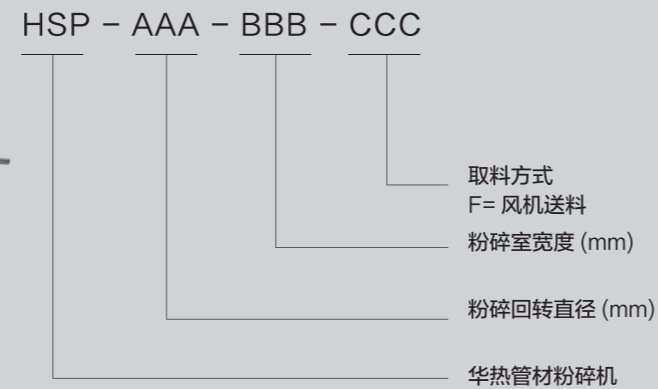 HSP – AAA – BBB – CCC
取料方式
F= 风机送料
粉碎室宽度 (mm)
粉碎回转直径 (mm)
华热管材粉碎机